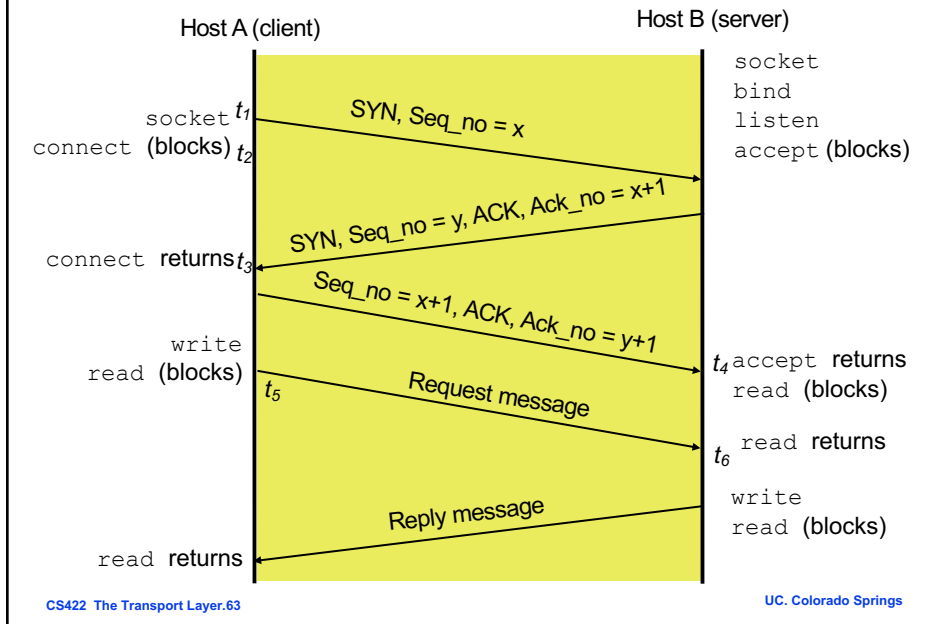 Host A (client)
Host B (server)
socket
bind
listen
accept (blocks)
socket t1
connect (blocks) t2
SYN, Seq_no = x
SYN, Seq_no = y, ACK, Ack_no = x+1
connect returns t3
Seq_no = x+1, ACK, Ack_no = y+1
write
read (blocks)
t4 accept returns
read (blocks)
t5
Request message
t6 read returns
write
read (blocks)
Reply message
read returns
CS422 The Transport Layer.63
UC. Colorado Springs